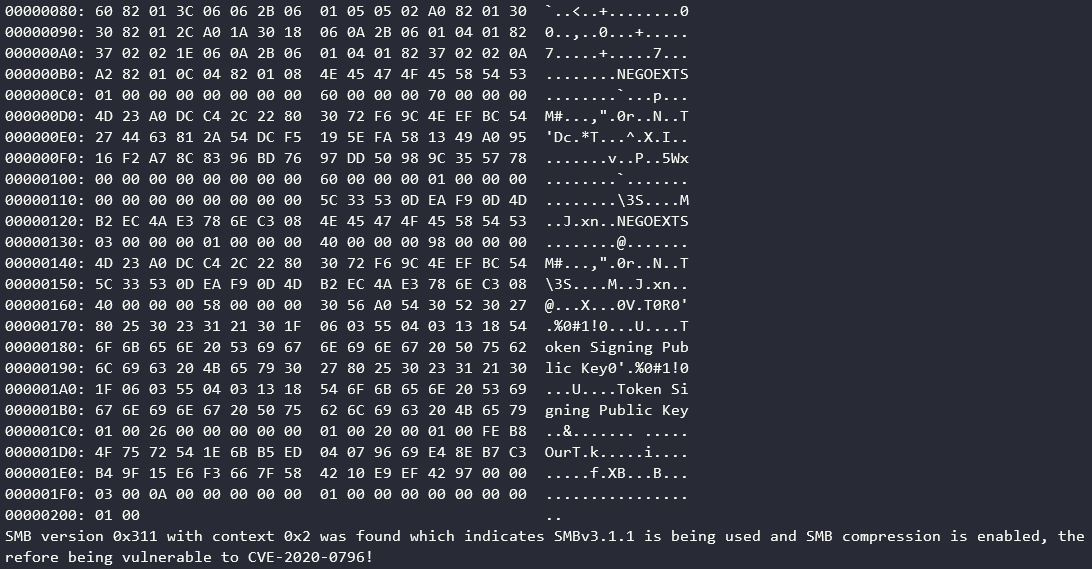 00000080: 60 82 01 3C 06 06 2B 06  01 05 05 02 A0 82 01 30  `..<..+........0
00000090: 30 82 01 2C A0 1A 30 18  06 0A 2B 06 01 04 01 82  0..,..0...+.....
000000A0: 37 02 02 1E 06 0A 2B 06  01 04 01 82 37 02 02 0A  7.....+.....7...
000000B0: A2 82 01 0C 04 82 01 08  4E 45 47 4F 45 58 54 53  ........NEGOEXTS
000000C0: 01 00 00 00 00 00 00 00  60 00 00 00 70 00 00 00  ........`...p...
000000D0: 4D 23 A0 DC C4 2C 22 80  30 72 F6 9C 4E EF BC 54  M#...,".0r..N..T
000000E0: 27 44 63 81 2A 54 DC F5  19 5E FA 58 13 49 A0 95  'Dc.*T...^.X.I..
000000F0: 16 F2 A7 8C 83 96 BD 76  97 DD 50 98 9C 35 57 78  .......v..P..5Wx
00000100: 00 00 00 00 00 00 00 00  60 00 00 00 01 00 00 00  ........`.......
00000110: 00 00 00 00 00 00 00 00  5C 33 53 0D EA F9 0D 4D  ........\3S....M
00000120: B2 EC 4A E3 78 6E C3 08  4E 45 47 4F 45 58 54 53  ..J.xn..NEGOEXTS
00000130: 03 00 00 00 01 00 00 00  40 00 00 00 98 00 00 00  ........@.......
00000140: 4D 23 A0 DC C4 2C 22 80  30 72 F6 9C 4E EF BC 54  M#...,".0r..N..T
00000150: 5C 33 53 0D EA F9 0D 4D  B2 EC 4A E3 78 6E C3 08  \3S....M..J.xn..
00000160: 40 00 00 00 58 00 00 00  30 56 A0 54 30 52 30 27  @...X...0V.T0R0'
00000170: 80 25 30 23 31 21 30 1F  06 03 55 04 03 13 18 54  .%0#1!0...U....T
00000180: 6F 6B 65 6E 20 53 69 67  6E 69 6E 67 20 50 75 62  oken Signing Pub
00000190: 6C 69 63 20 4B 65 79 30  27 80 25 30 23 31 21 30  lic Key0'.%0#1!0
000001A0: 1F 06 03 55 04 03 13 18  54 6F 6B 65 6E 20 53 69  ...U....Token Si
000001B0: 67 6E 69 6E 67 20 50 75  62 6C 69 63 20 4B 65 79  gning Public Key
000001C0: 01 00 26 00 00 00 00 00  01 00 20 00 01 00 FE B8  ..&....... .....
000001D0: 4F 75 72 54 1E 6B B5 ED  04 07 96 69 E4 8E B7 C3  OurT.k.....i....
000001E0: B4 9F 15 E6 F3 66 7F 58  42 10 E9 EF 42 97 00 00  .....f.XB...B...
000001F0: 03 00 0A 00 00 00 00 00  01 00 00 00 00 00 00 00  ................
00000200: 01 00  ..
SMB version 0x311 with context 0x2 was found which indicates SMBv3.1.1 is being used and SMB compression is enabled, the
refore being vulnerable to CVE-2020-0796!